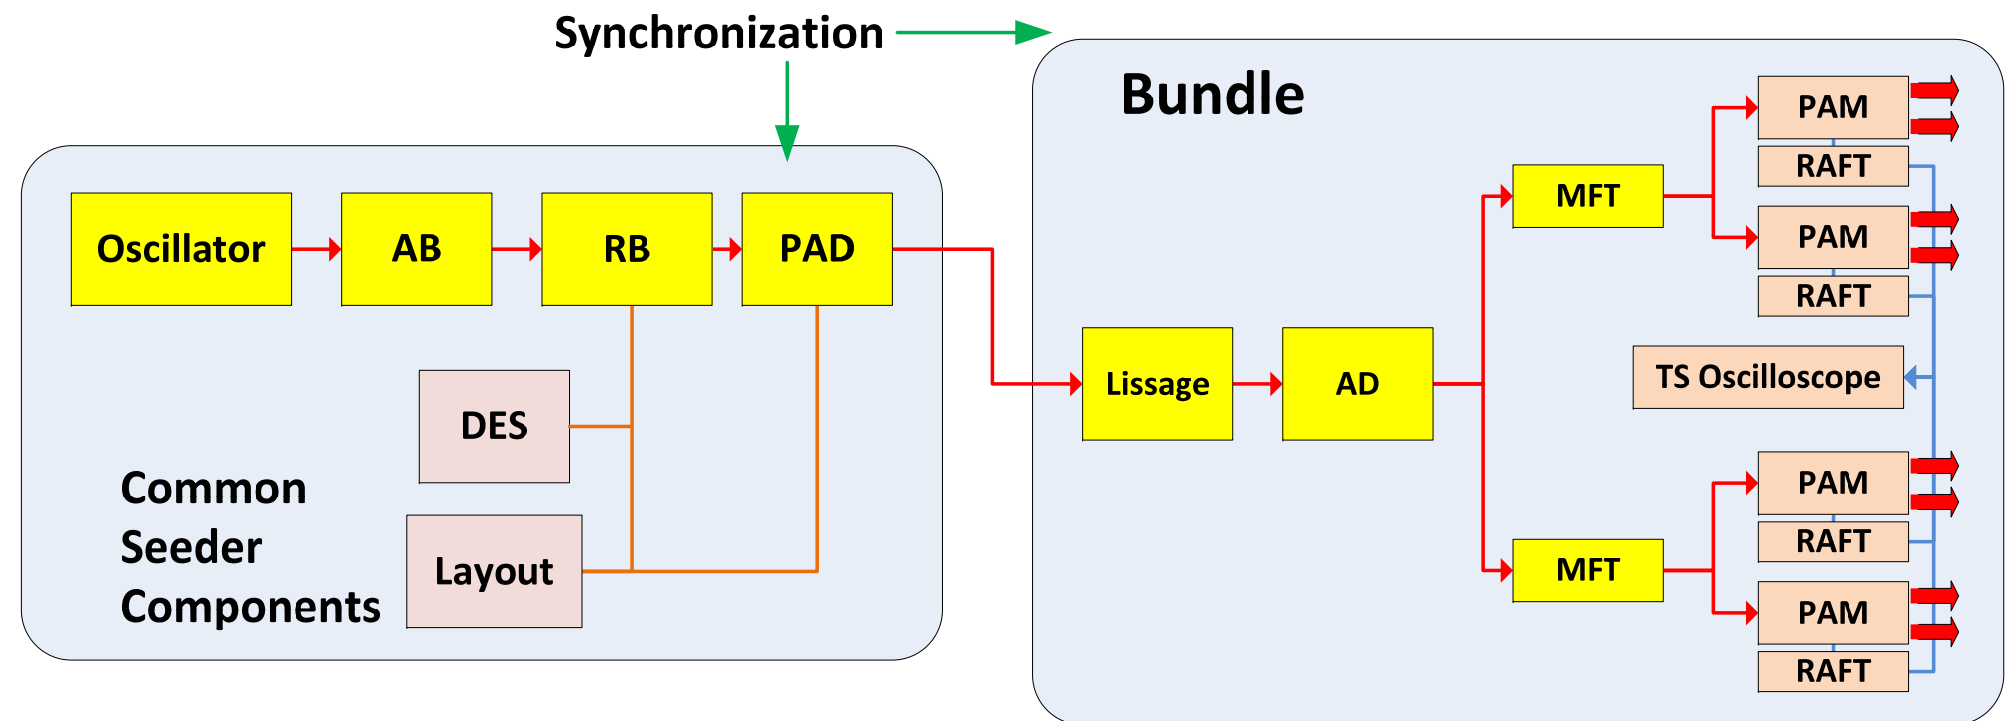 Synchronization
Oscillator
AB
RB
PAD
DES
Layout
Common
Seeder
Components
Bundle
Lissage
AD
MFT
MFT
PAM
RAFT
PAM
RAFT
TS Oscilloscope
PAM
RAFT
PAM
RAFT